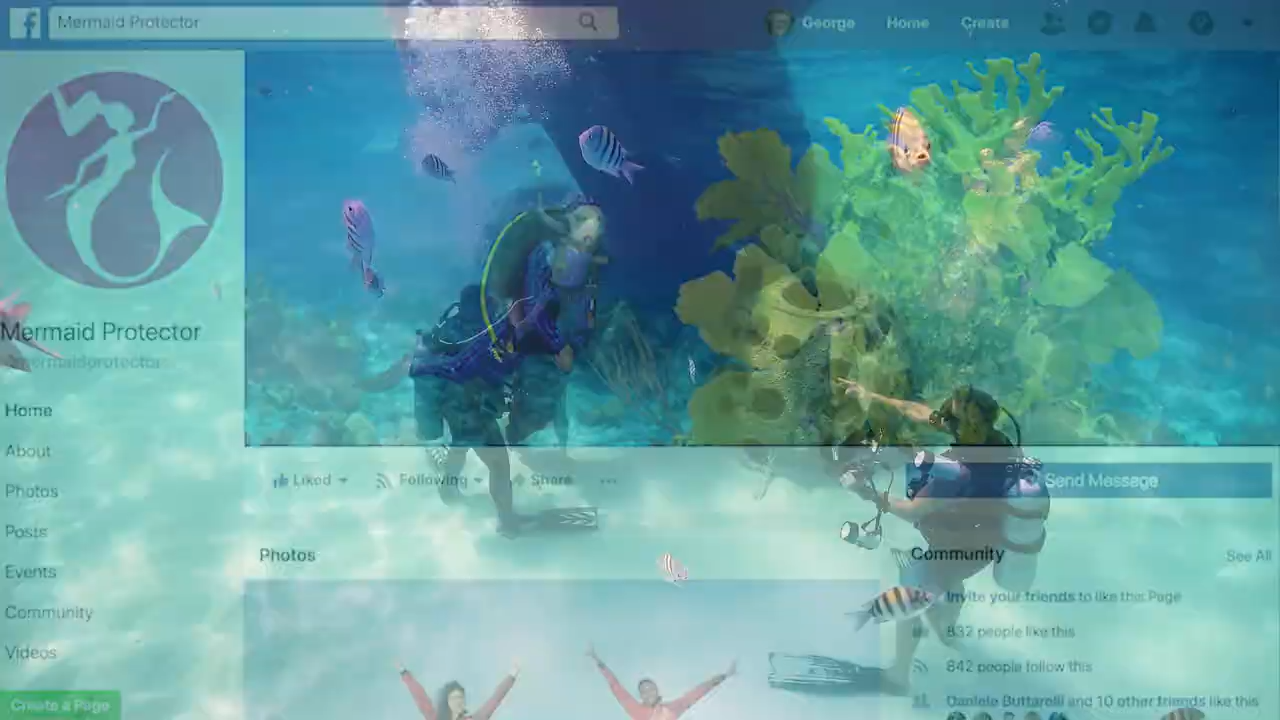 Mermaid Protector
George Home Create
Mermaid Protector
@mermaidsprotector
Home
About
Photos
Posts
Events
Community
Videos
Create a Page
Liked Following Share
Send Message
Photos
Community See All
Invite your friends to like this Page
832 people like this
842 people follow this
Daniele Buttarelli and 10 other friends like this